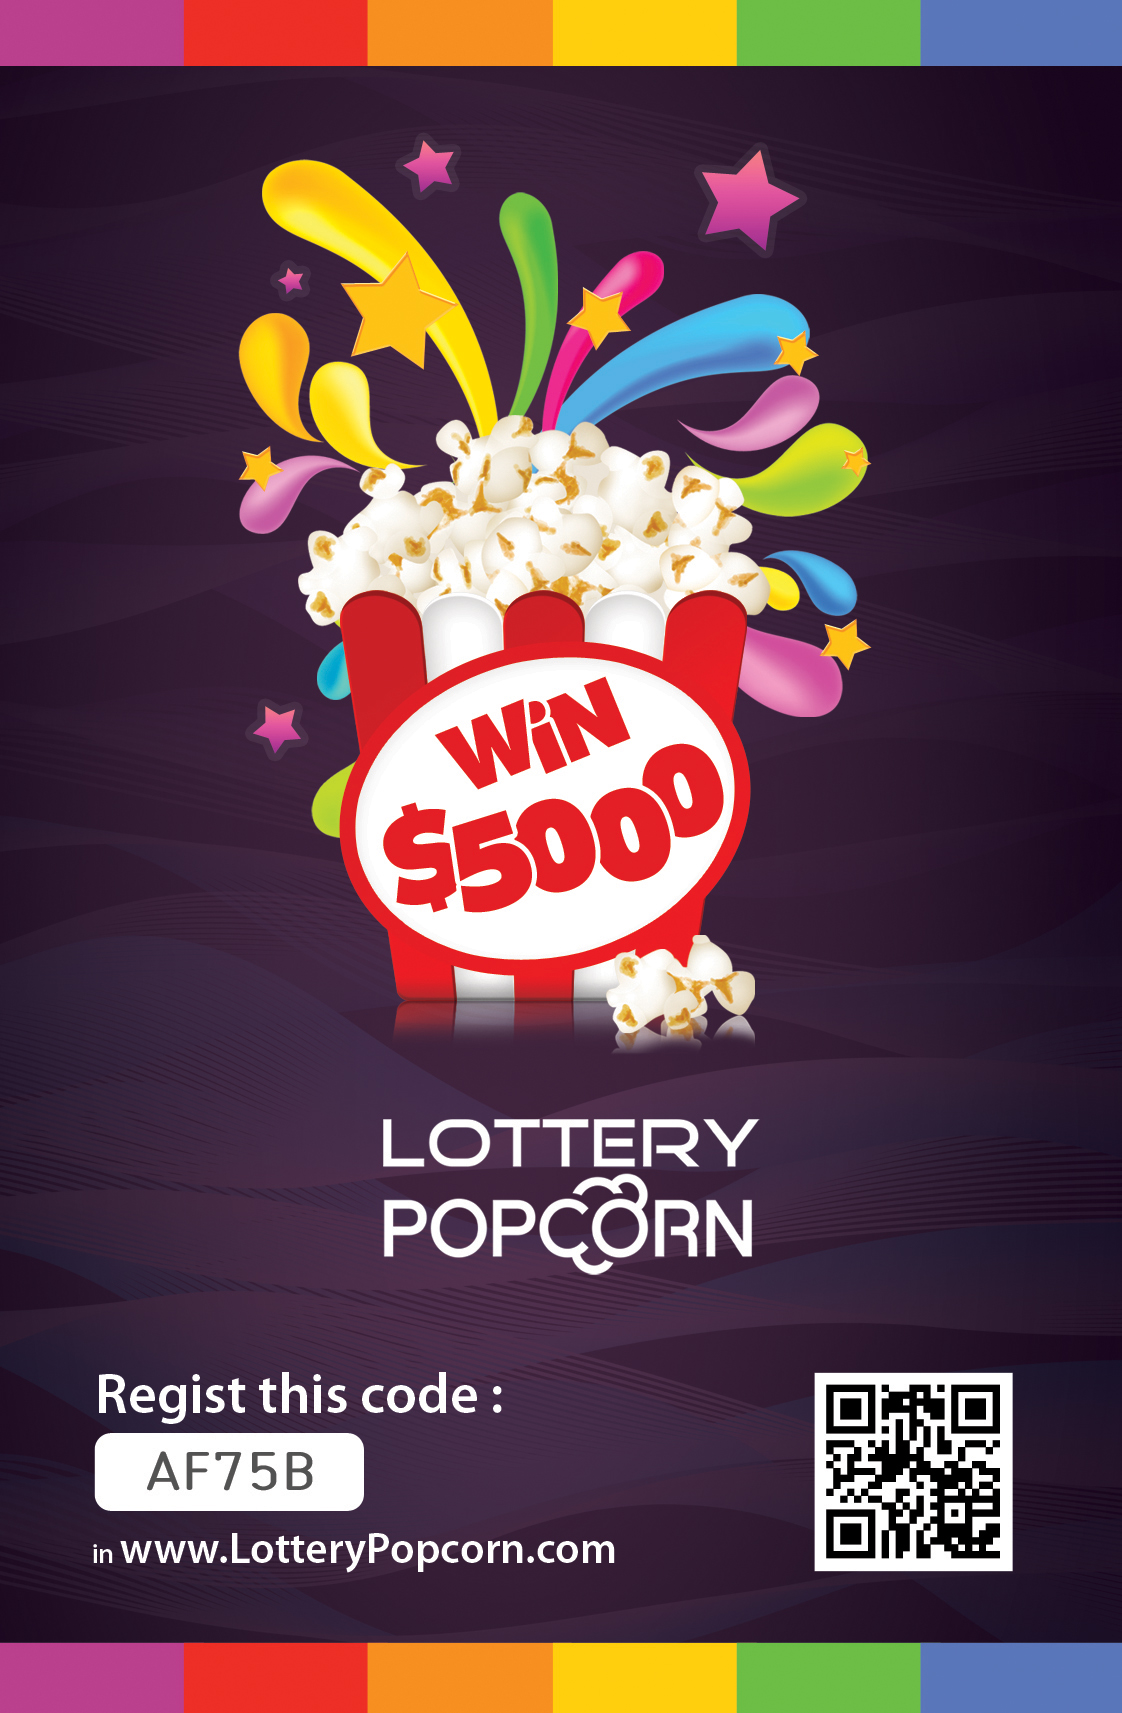 WiN
$5000
LOTTERY
POPCORN
Regist this code :
AF75B
in www.LotteryPopcorn.com